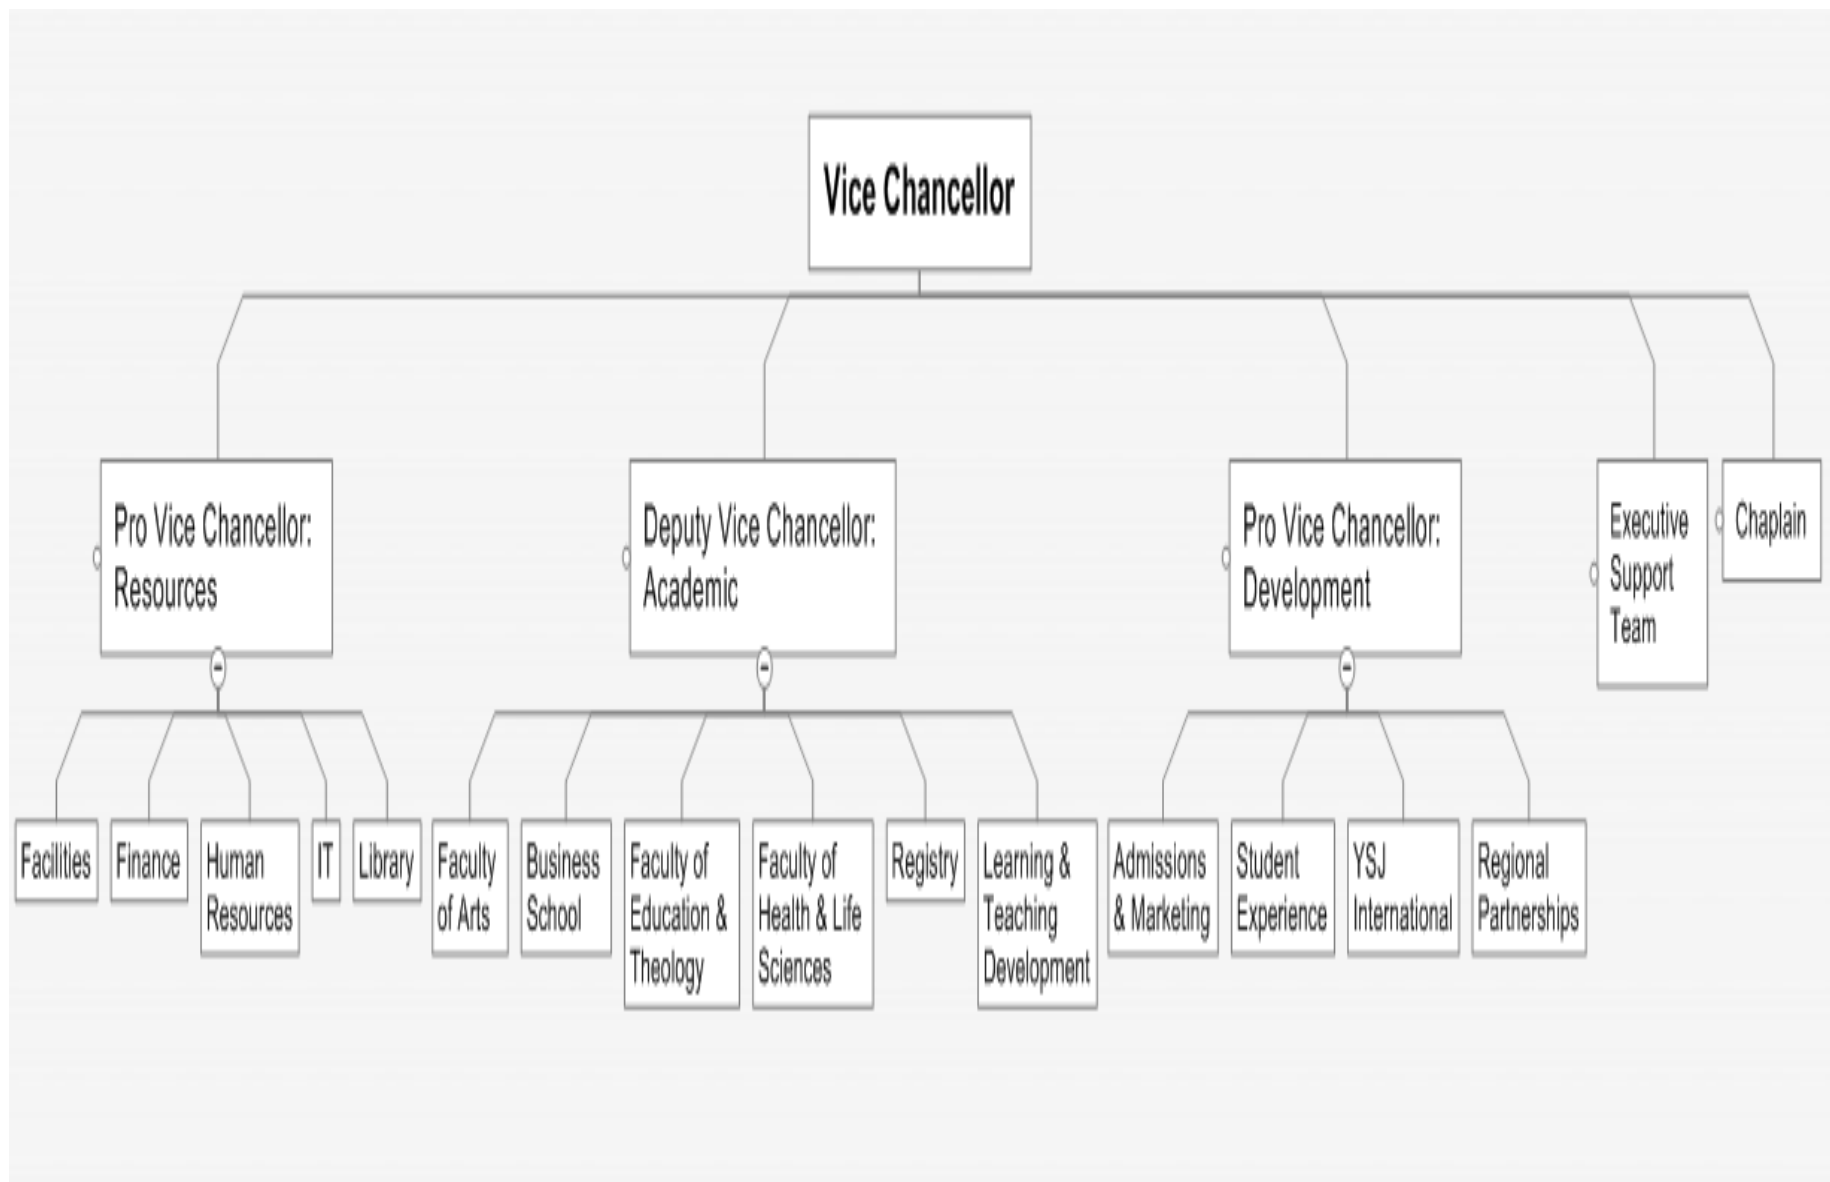 Vice Chancellor
Pro Vice Chancellor:
Resources
Deputy Vice Chancellor:
Academic
Pro Vice Chancellor:
Development
Executive
Support
Team
Chaplain
Facilities
Finance
Human
Resources
IT
Library
Faculty
of Arts
Business
School
Faculty of
Education &
Theology
Faculty of
Health & Life
Sciences
Registry
Learning &
Teaching
Development
Admissions
& Marketing
Student
Experience
YSJ
International
Regional
Partnerships